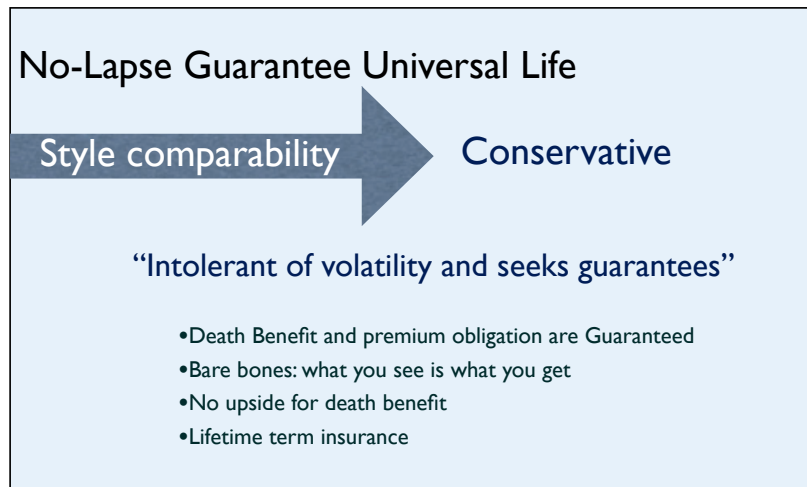 No-Lapse Guarantee Universal Life
Style comparability
Conservative
“Intolerant of volatility and seeks guarantees”
•Death Benefit and premium obligation are Guaranteed
•Bare bones: what you see is what you get
•No upside for death benefit
•Lifetime term insurance